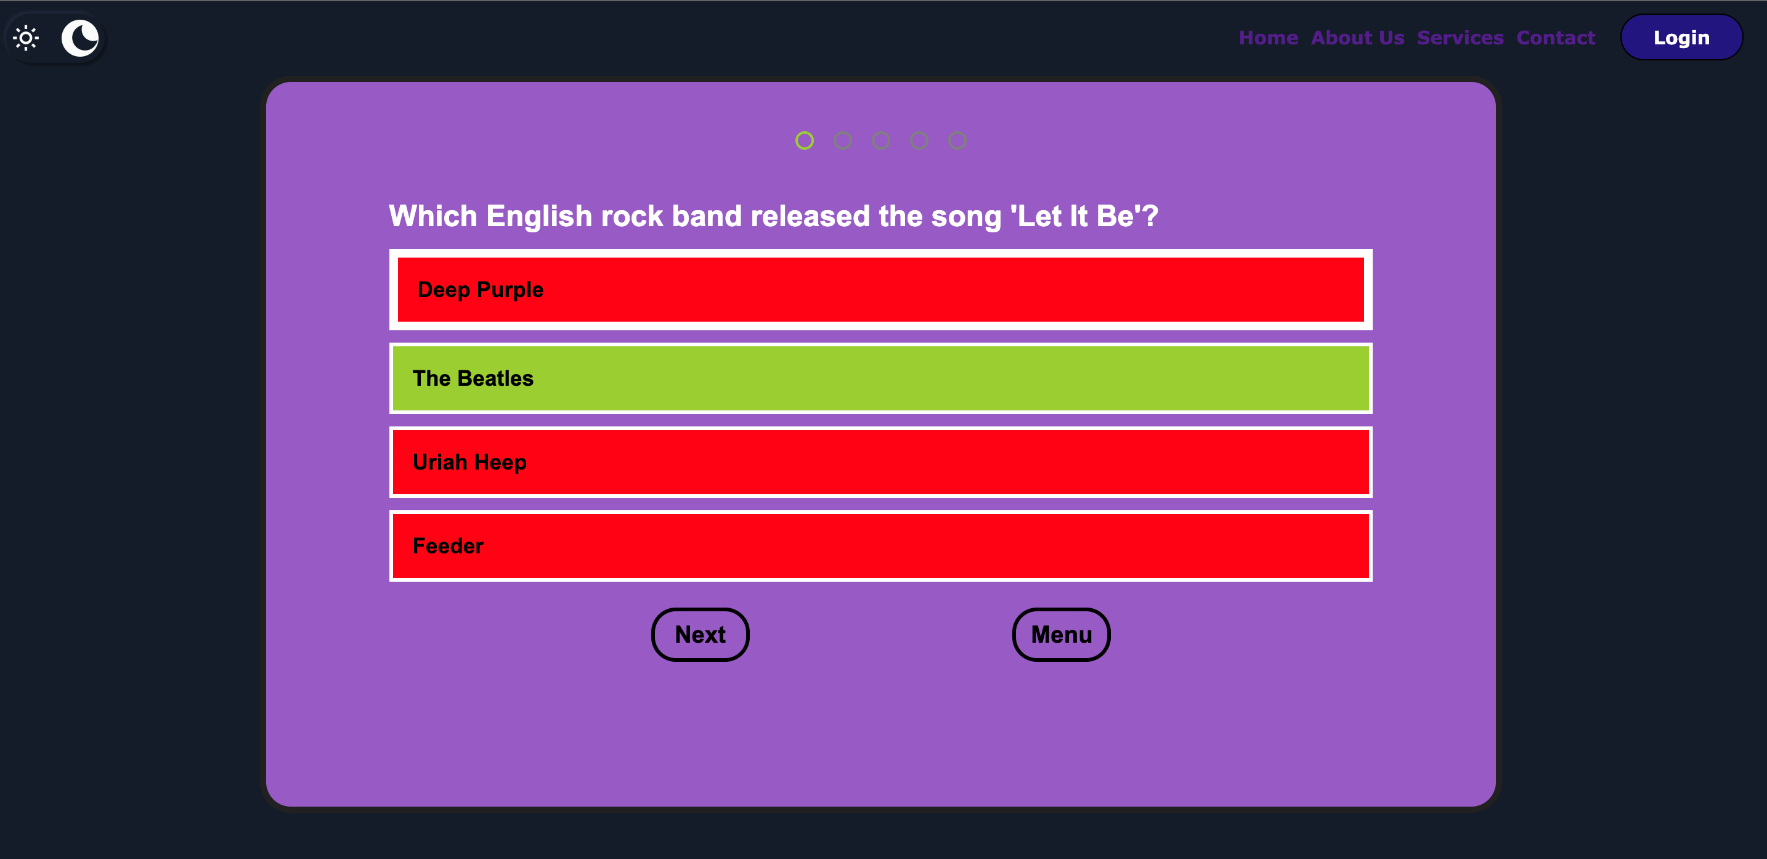 Home About Us Services Contact Login
Which English rock band released the song 'Let It Be'?
Deep Purple
The Beatles
Uriah Heep
Feeder
Next Menu